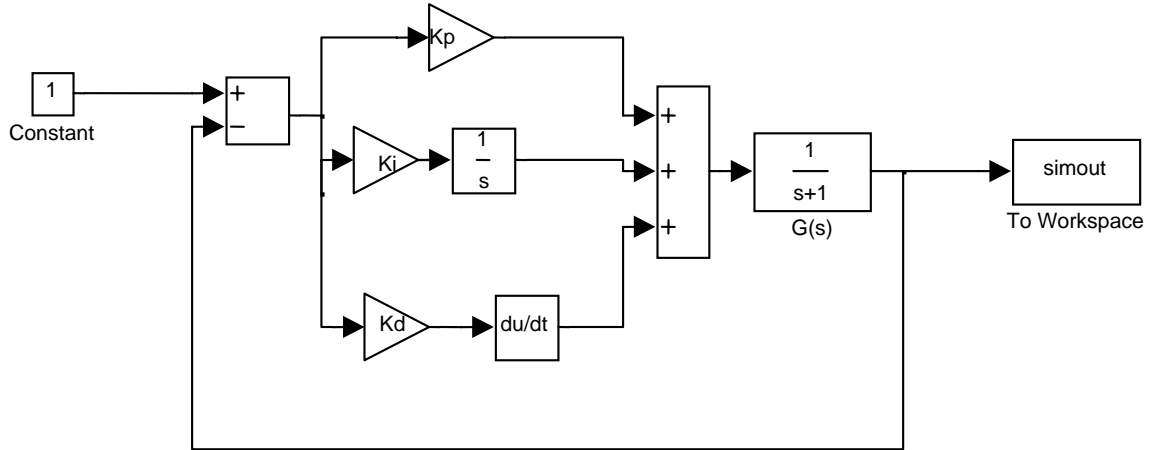 Kp
1
+
−
Constant
+
Ki
1
s
+
1
s+1
simout
G(s)
To Workspace
+
Kd
du/dt